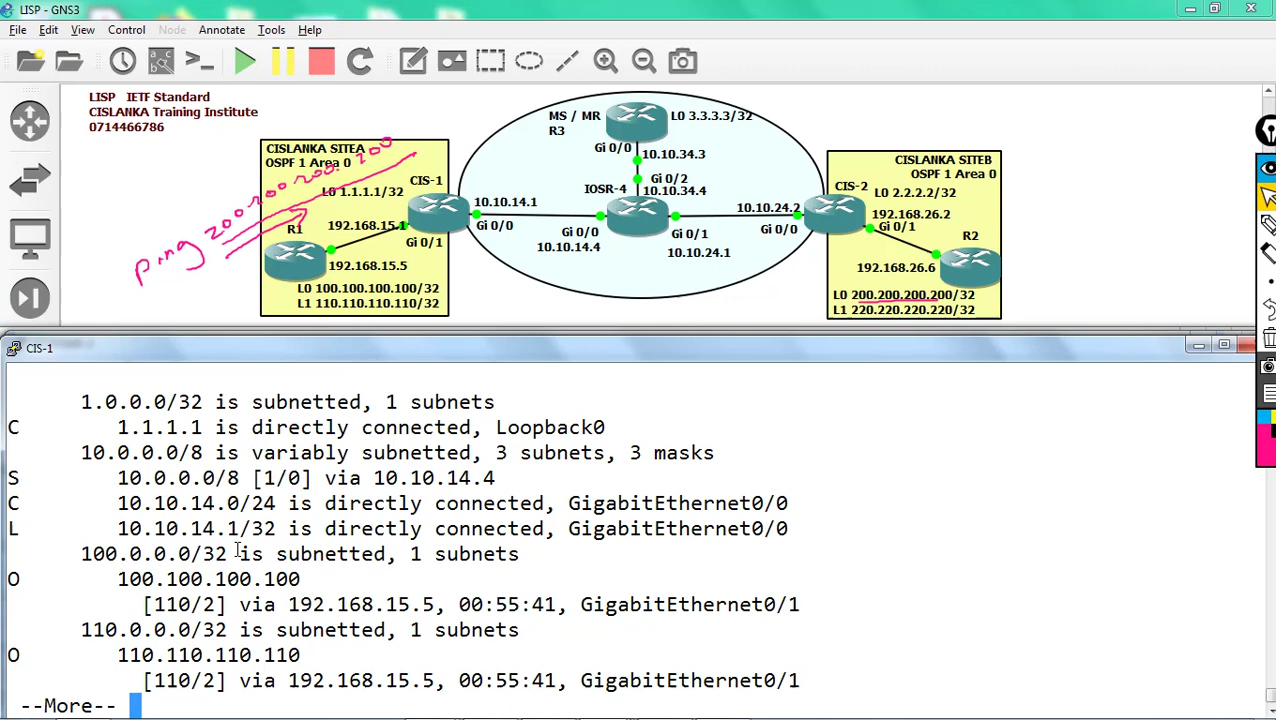 LISP - GNS3
File Edit View Control Node Annotate Tools Help
LISP IETF Standard
CISLANKA Training Institute
0714466786
CISLANKA SITEA
OSPF 1 Area 0
L0 1.1.1.1/32
CIS-1
192.168.15.1
Gi 0/1
R1
192.168.15.5
L0 100.100.100.100/32
L1 110.110.110.110/32
ping 200.200.200.200
MS / MR
R3
L0 3.3.3.3/32
Gi 0/0
10.10.34.3
Gi 0/2
10.10.34.4
IOSR-4
10.10.14.1
Gi 0/0
Gi 0/0
10.10.14.4
Gi 0/1
10.10.24.1
10.10.24.2
Gi 0/0
CISLANKA SITEB
OSPF 1 Area 0
CIS-2
L0 2.2.2.2/32
192.168.26.2
Gi 0/1
R2
192.168.26.6
L0 200.200.200.200/32
L1 220.220.220.220/32
CIS-1
1.0.0.0/32 is subnetted, 1 subnets
C 1.1.1.1 is directly connected, Loopback0
10.0.0.0/8 is variably subnetted, 3 subnets, 3 masks
S 10.0.0.0/8 [1/0] via 10.10.14.4
C 10.10.14.0/24 is directly connected, GigabitEthernet0/0
L 10.10.14.1/32 is directly connected, GigabitEthernet0/0
100.0.0.0/32 is subnetted, 1 subnets
O 100.100.100.100
[110/2] via 192.168.15.5, 00:55:41, GigabitEthernet0/1
110.0.0.0/32 is subnetted, 1 subnets
O 110.110.110.110
[110/2] via 192.168.15.5, 00:55:41, GigabitEthernet0/1
--More--